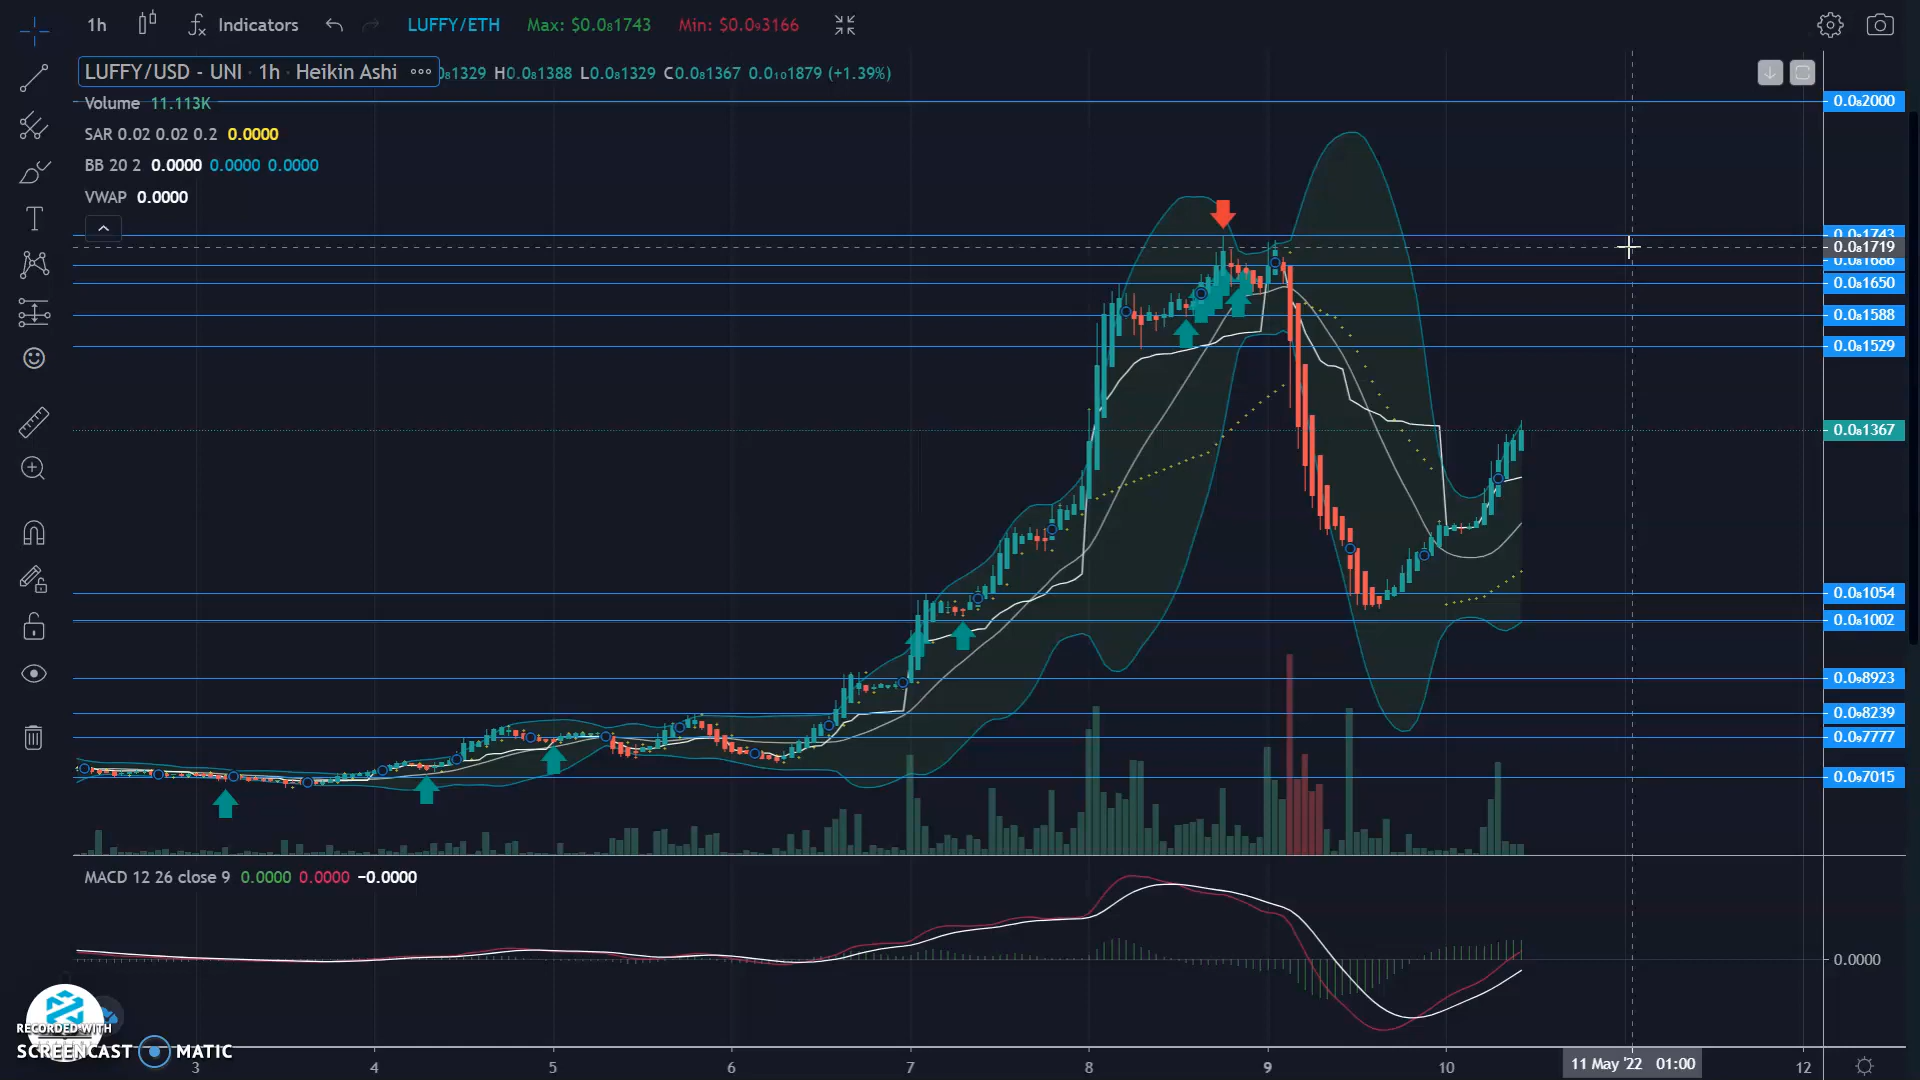 1h Indicators LUFFY/ETH Max: $0.0₈1743 Min: $0.0₉3166
LUFFY/USD - UNI · 1h · Heikin Ashi ₈1329 H0.0₈1388 L0.0₈1329 C0.0₈1367 0.0₁₀1879 (+1.39%)
Volume 11.113K
SAR 0.02 0.02 0.2 0.0000
BB 20 2 0.0000 0.0000 0.0000
VWAP 0.0000
0.0₈2000
0.0₈1743
0.0₈1719
0.0₈1686
0.0₈1650
0.0₈1588
0.0₈1529
0.0₈1367
0.0₈1054
0.0₈1002
0.0₉8923
0.0₉8239
0.0₉7777
0.0₉7015
MACD 12 26 close 9 0.0000 0.0000 −0.0000
0.0000
RECORDED WITH
SCREENCAST MATIC
3 4 5 6 7 8 9 10 11 May '22 01:00 12